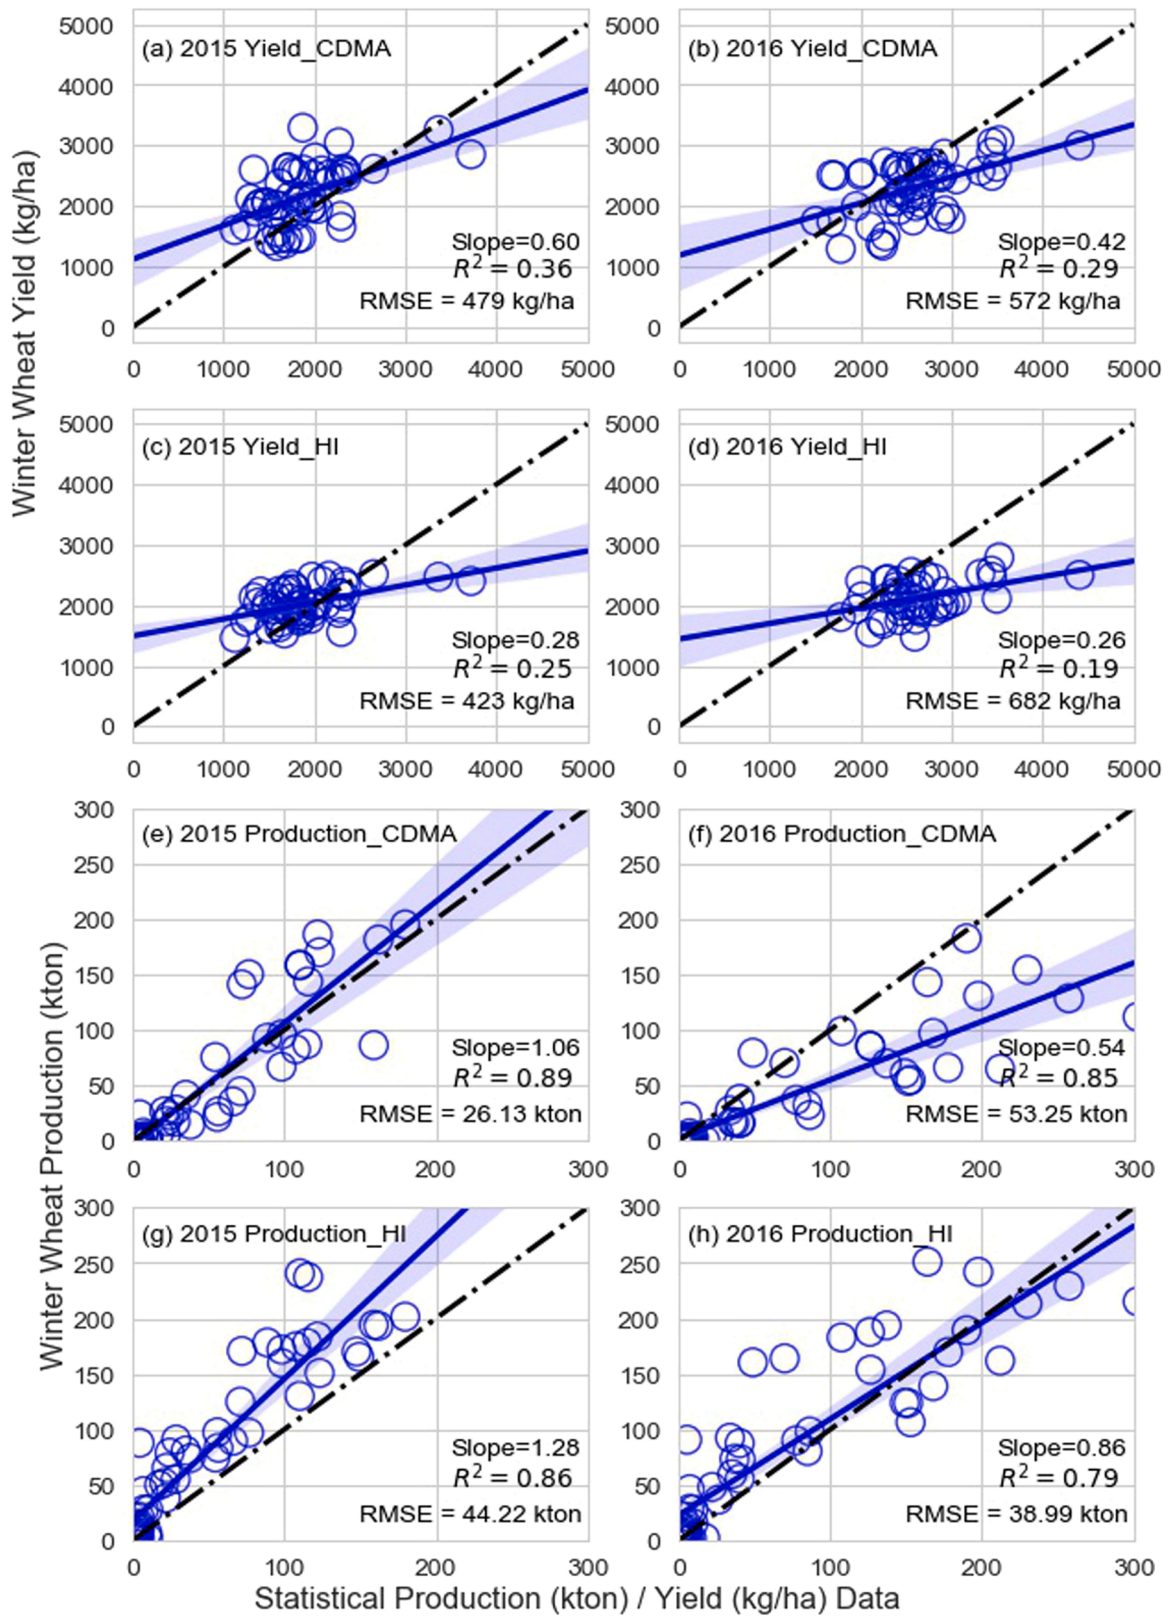 Winter Wheat Yield (kg/ha)
(a) 2015 Yield_CDMA
5000
4000
3000
2000
1000
0
Slope=0.60
R² = 0.36
RMSE = 479 kg/ha
0 1000 2000 3000 4000 5000
(b) 2016 Yield_CDMA
5000
4000
3000
2000
1000
0
Slope=0.42
R² = 0.29
RMSE = 572 kg/ha
0 1000 2000 3000 4000 5000
(c) 2015 Yield_HI
5000
4000
3000
2000
1000
0
Slope=0.28
R² = 0.25
RMSE = 423 kg/ha
0 1000 2000 3000 4000 5000
(d) 2016 Yield_HI
5000
4000
3000
2000
1000
0
Slope=0.26
R² = 0.19
RMSE = 682 kg/ha
0 1000 2000 3000 4000 5000
Winter Wheat Production (kton)
300
(e) 2015 Production_CDMA
250
200
150
100
50
0
Slope=1.06
R² = 0.89
RMSE = 26.13 kton
0 100 200 300
300
(f) 2016 Production_CDMA
250
200
150
100
50
0
Slope=0.54
R² = 0.85
RMSE = 53.25 kton
0 100 200 300
300
(g) 2015 Production_HI
250
200
150
100
50
0
Slope=1.28
R² = 0.86
RMSE = 44.22 kton
0 100 200 300
300
(h) 2016 Production_HI
250
200
150
100
50
0
Slope=0.86
R² = 0.79
RMSE = 38.99 kton
0 100 200 300
Statistical Production (kton) / Yield (kg/ha) Data